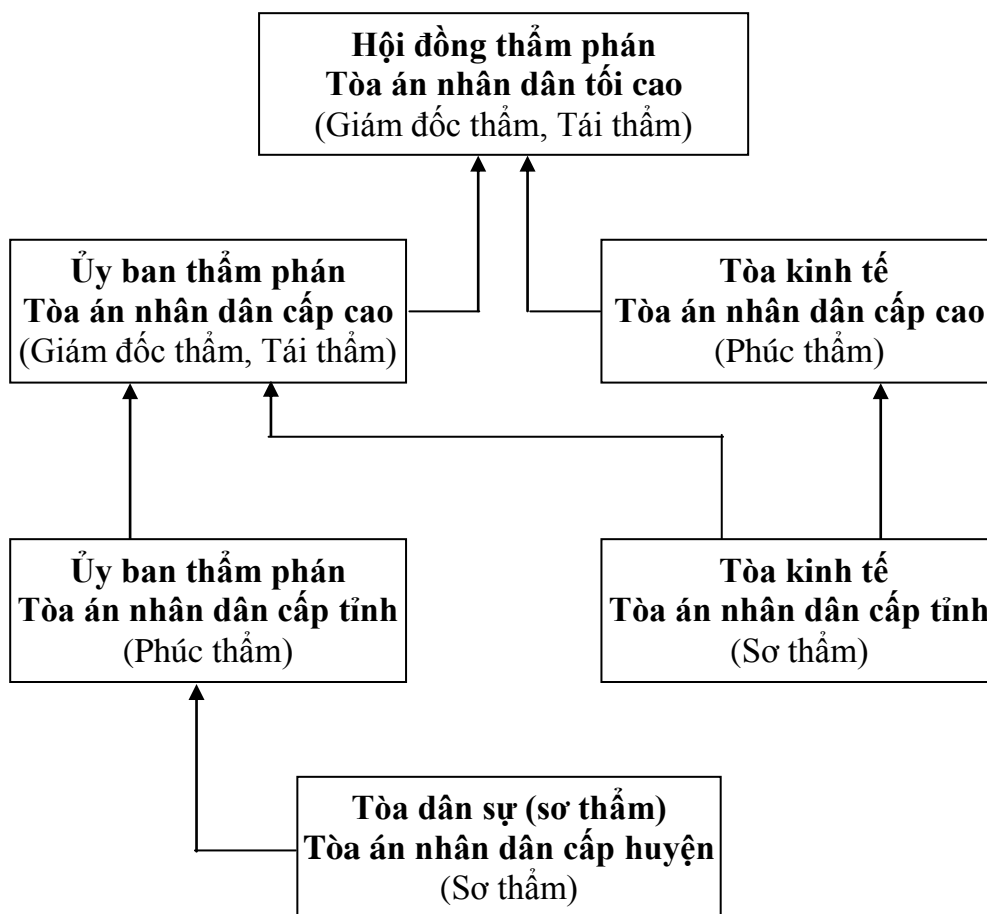 Hội đồng thẩm phán
Tòa án nhân dân tối cao
(Giám đốc thẩm, Tái thẩm)
Ủy ban thẩm phán
Tòa án nhân dân cấp cao
(Giám đốc thẩm, Tái thẩm)
Tòa kinh tế
Tòa án nhân dân cấp cao
(Phúc thẩm)
Ủy ban thẩm phán
Tòa án nhân dân cấp tỉnh
(Phúc thẩm)
Tòa kinh tế
Tòa án nhân dân cấp tỉnh
(Sơ thẩm)
Tòa dân sự (sơ thẩm)
Tòa án nhân dân cấp huyện
(Sơ thẩm)